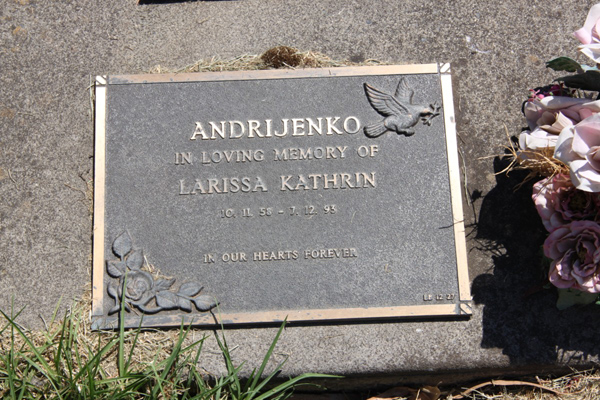 ANDRIJENKO
IN LOVING MEMORY OF
LARISSA KATHRIN
10. 11. 58 - 7. 12. 93
IN OUR HEARTS FOREVER